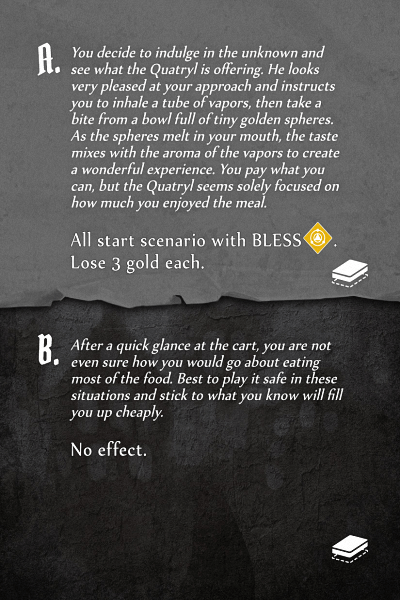 A. You decide to indulge in the unknown and
see what the Quatryl is offering. He looks
very pleased at your approach and instructs
you to inhale a tube of vapors, then take a
bite from a bowl full of tiny golden spheres.
As the spheres melt in your mouth, the taste
mixes with the aroma of the vapors to create
a wonderful experience. You pay what you
can, but the Quatryl seems solely focused on
how much you enjoyed the meal.
All start scenario with BLESS.
Lose 3 gold each.
B. After a quick glance at the cart, you are not
even sure how you would go about eating
most of the food. Best to play it safe in these
situations and stick to what you know will fill
you up cheaply.
No effect.